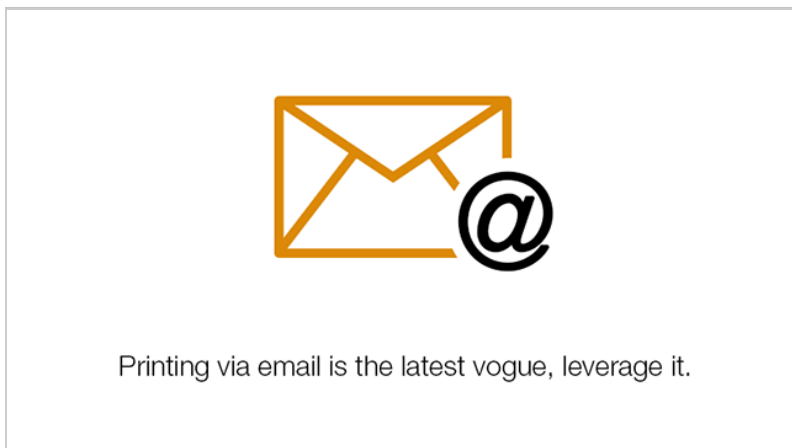 @
Printing via email is the latest vogue, leverage it.